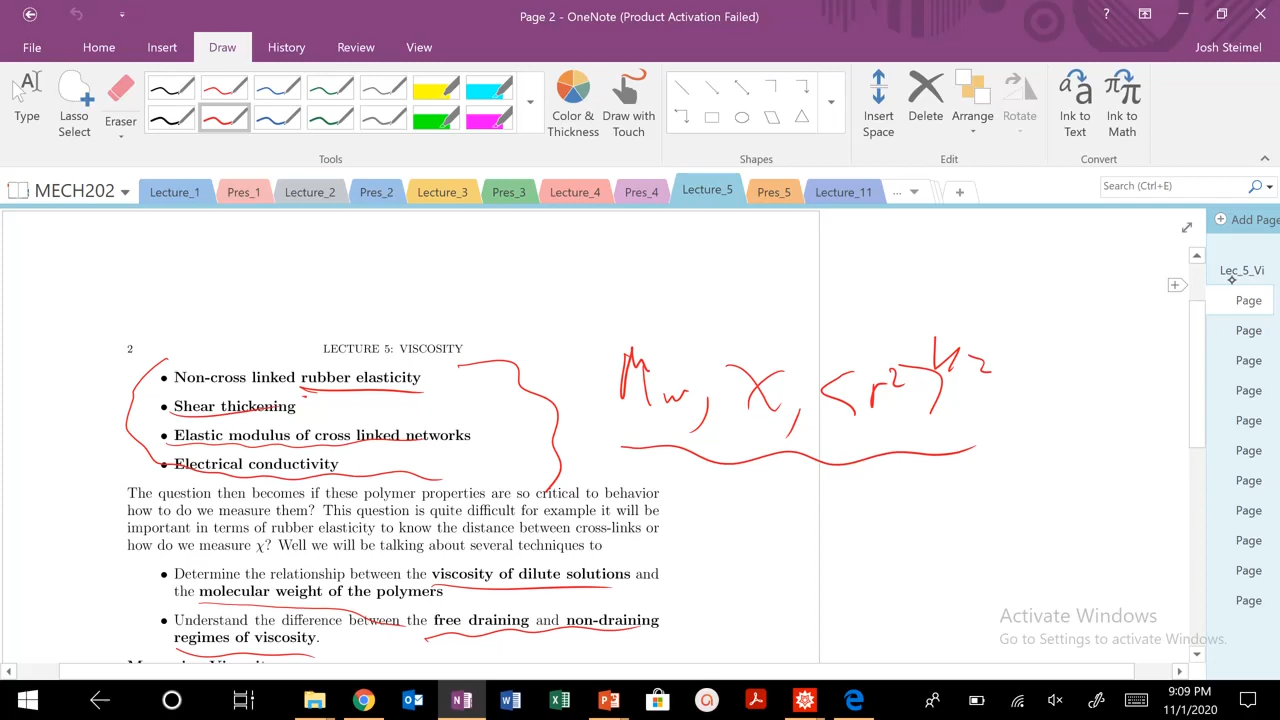 Page 2 - OneNote (Product Activation Failed)
File Home Insert Draw History Review View Josh Steimel
Type Lasso Select Eraser Color & Thickness Draw with Touch Insert Space Delete Arrange Rotate Ink to Text Ink to Math
Tools Shapes Edit Convert
MECH202 Lecture_1 Pres_1 Lecture_2 Pres_2 Lecture_3 Pres_3 Lecture_4 Pres_4 Lecture_5 Pres_5 Lecture_11 ... Search (Ctrl+E)
Add Page
Lec_5_Vi
Page
Page
Page
Page
Page
Page
Page
Page
Page
Page
Page
2 LECTURE 5: VISCOSITY
• Non-cross linked rubber elasticity
• Shear thickening
• Elastic modulus of cross linked networks
• Electrical conductivity
Mw, χ, <r²>^1/2
The question then becomes if these polymer properties are so critical to behavior
how to do we measure them? This question is quite difficult for example it will be
important in terms of rubber elasticity to know the distance between cross-links or
how do we measure χ? Well we will be talking about several techniques to
• Determine the relationship between the viscosity of dilute solutions and
the molecular weight of the polymers
• Understand the difference between the free draining and non-draining
regimes of viscosity.
Activate Windows
Go to Settings to activate Windows.
9:09 PM
11/1/2020